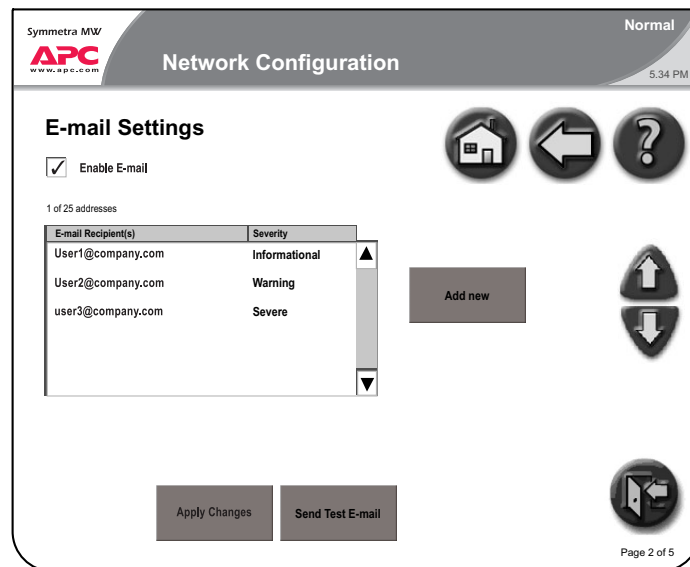 Symmetra MW
Normal
APC
www.apc.com
Network Configuration
5.34 PM
E-mail Settings
Enable E-mail
1 of 25 addresses
E-mail Recipient(s) Severity
User1@company.com Informational
User2@company.com Warning
user3@company.com Severe
Add new
Apply Changes
Send Test E-mail
Page 2 of 5